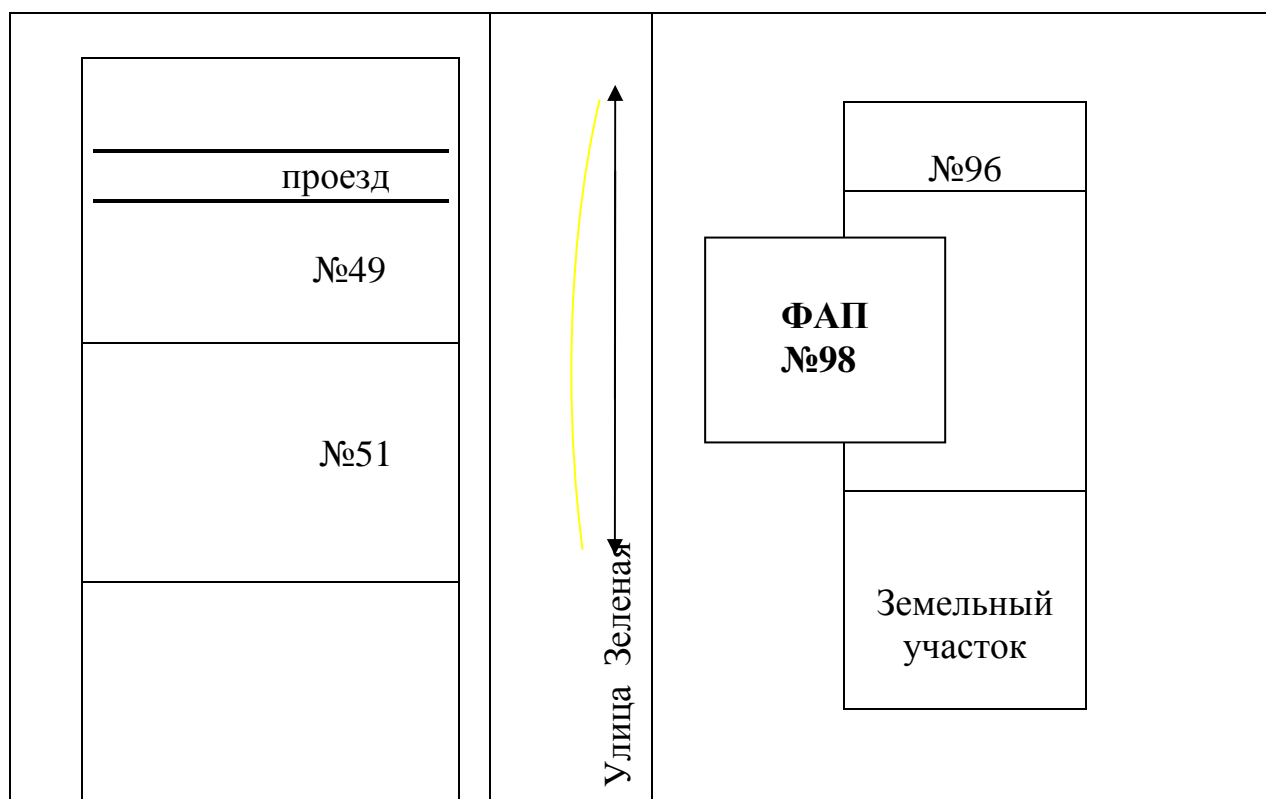 проезд
№49
№51
Улица Зеленая
№96
ФАП
№98
Земельный
участок